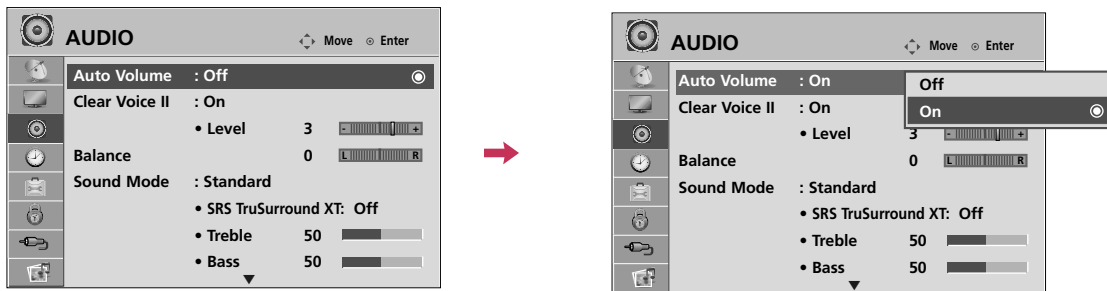 AUDIO Move Enter
Auto Volume : Off
Clear Voice II : On
• Level 3 - +
Balance 0 L R
Sound Mode : Standard
• SRS TruSurround XT: Off
• Treble 50
• Bass 50
AUDIO Move Enter
Auto Volume : On
Off
On
Clear Voice II : On
• Level 3 - +
Balance 0 L R
Sound Mode : Standard
• SRS TruSurround XT: Off
• Treble 50
• Bass 50